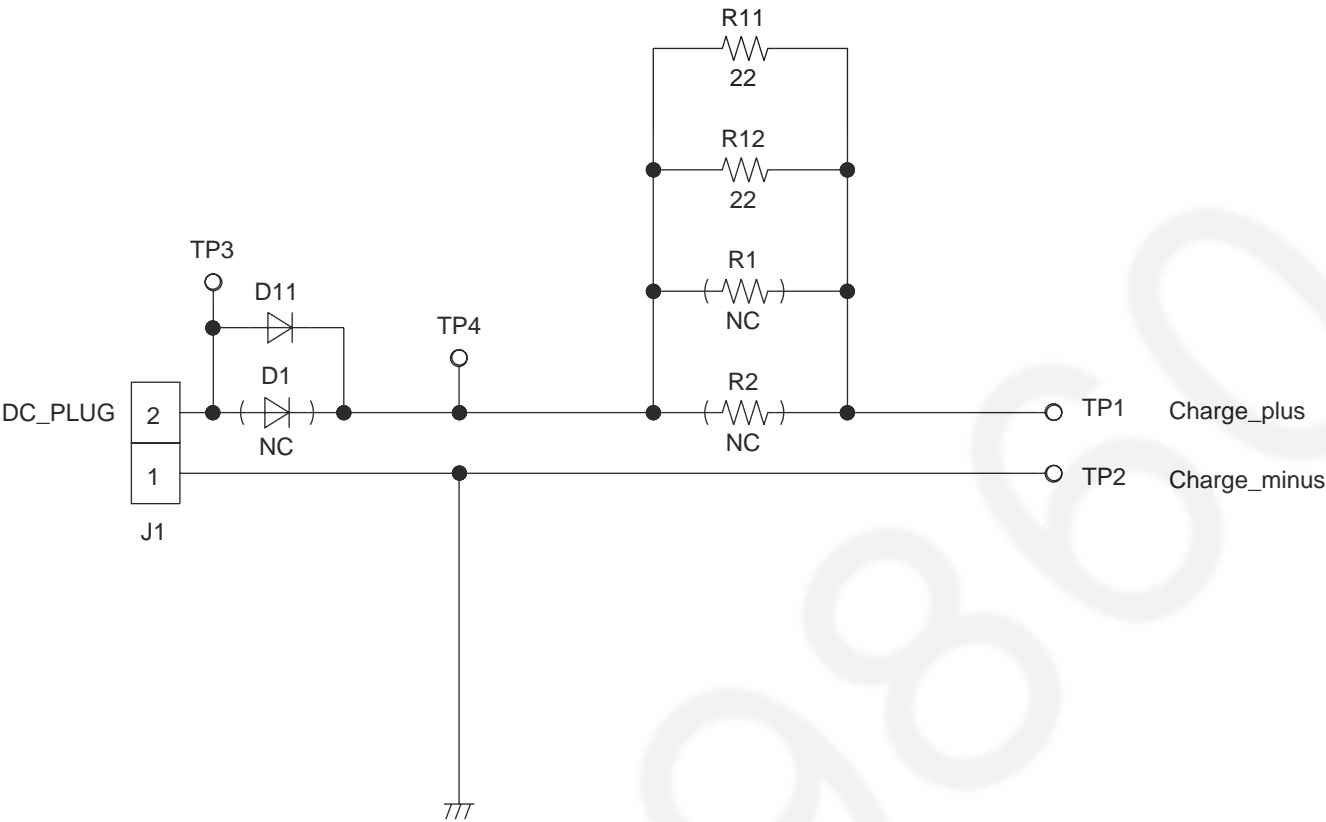 R11
22
R12
22
TP3
R1
D11
NC
TP4
D1
R2
DC_PLUG
2
TP1
Charge_plus
NC
NC
1
TP2
Charge_minus
J1
9860